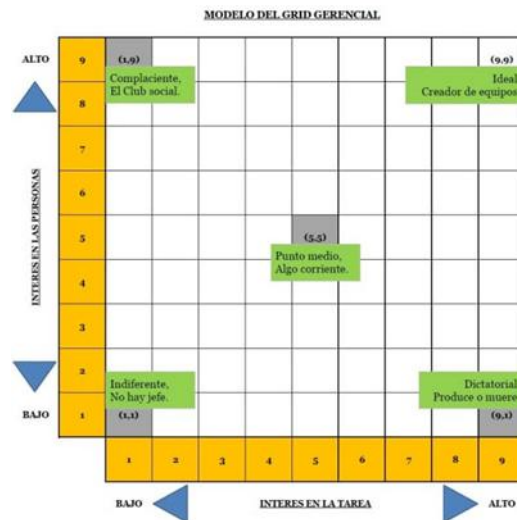 MODELO DEL GRID GERENCIAL
ALTO
9
(1,9)
(9,9)
Complaciente,
El Club social.
Ideal
Creador de equipos
8
7
6
INTERES EN LAS PERSONAS
5
(5,5)
Punto medio,
Algo corriente.
4
3
2
Indiferente,
No hay jefe.
Dictatorial
Produce o muere
BAJO
1
(1,1)
(9,1)
1 2 3 4 5 6 7 8 9
BAJO
INTERES EN LA TAREA
ALTO